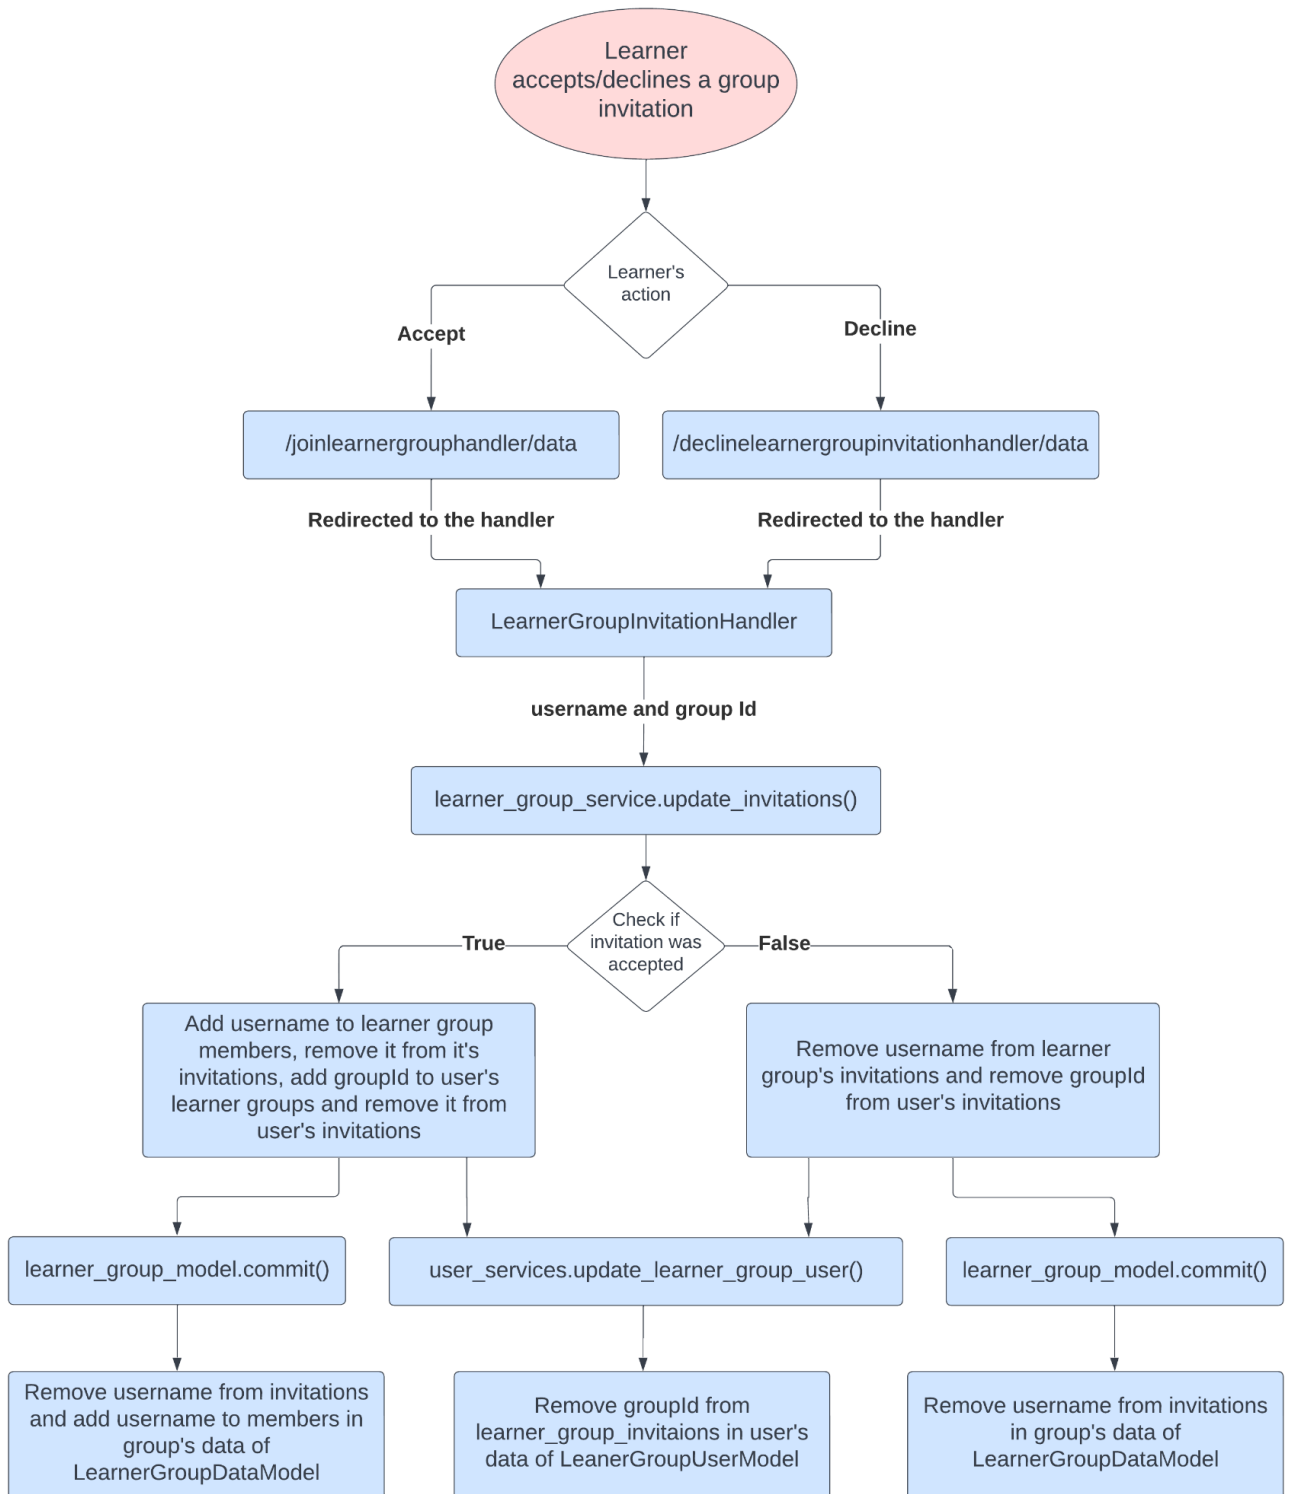 Learner
accepts/declines a group
invitation
Learner's
action
Accept
Decline
/joinlearnergrouphandler/data
/declinelearnergroupinvitationhandler/data
Redirected to the handler
Redirected to the handler
LearnerGroupInvitationHandler
username and group Id
learner_group_service.update_invitations()
Check if
invitation was
accepted
True
False
Add username to learner group
members, remove it from it's
invitations, add groupId to user's
learner groups and remove it from
user's invitations
Remove username from learner
group's invitations and remove groupId
from user's invitations
learner_group_model.commit()
user_services.update_learner_group_user()
learner_group_model.commit()
Remove username from invitations
and add username to members in
group's data of
LearnerGroupDataModel
Remove groupId from
learner_group_invitaions in user's
data of LeanerGroupUserModel
Remove username from invitations
in group's data of
LearnerGroupDataModel